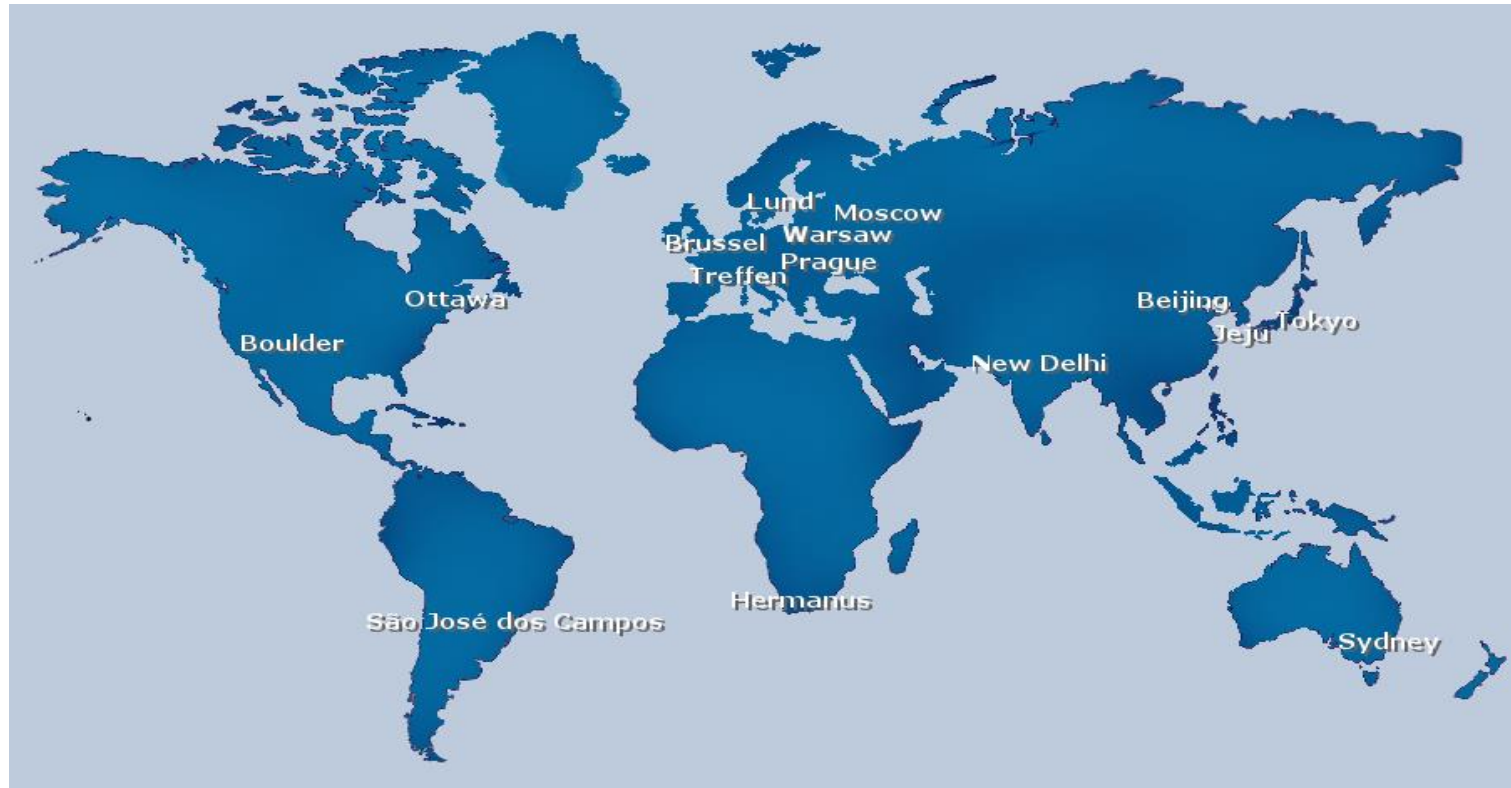 Lund
Moscow
Warsaw
Brussel
Prague
Treffen
Ottawa
Beijing
Tokyo
Jeju
Boulder
New Delhi
Hermanus
São José dos Campos
Sydney